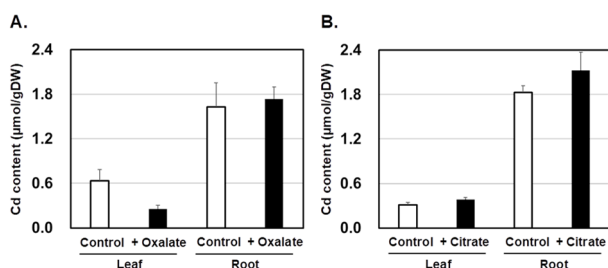 A.
Cd content (µmol/gDW)
2.4
1.8
1.2
0.6
0.0
Control + Oxalate Control + Oxalate
Leaf Root
B.
Cd content (µmol/gDW)
2.4
1.8
1.2
0.6
0.0
Control + Citrate Control + Citrate
Leaf Root